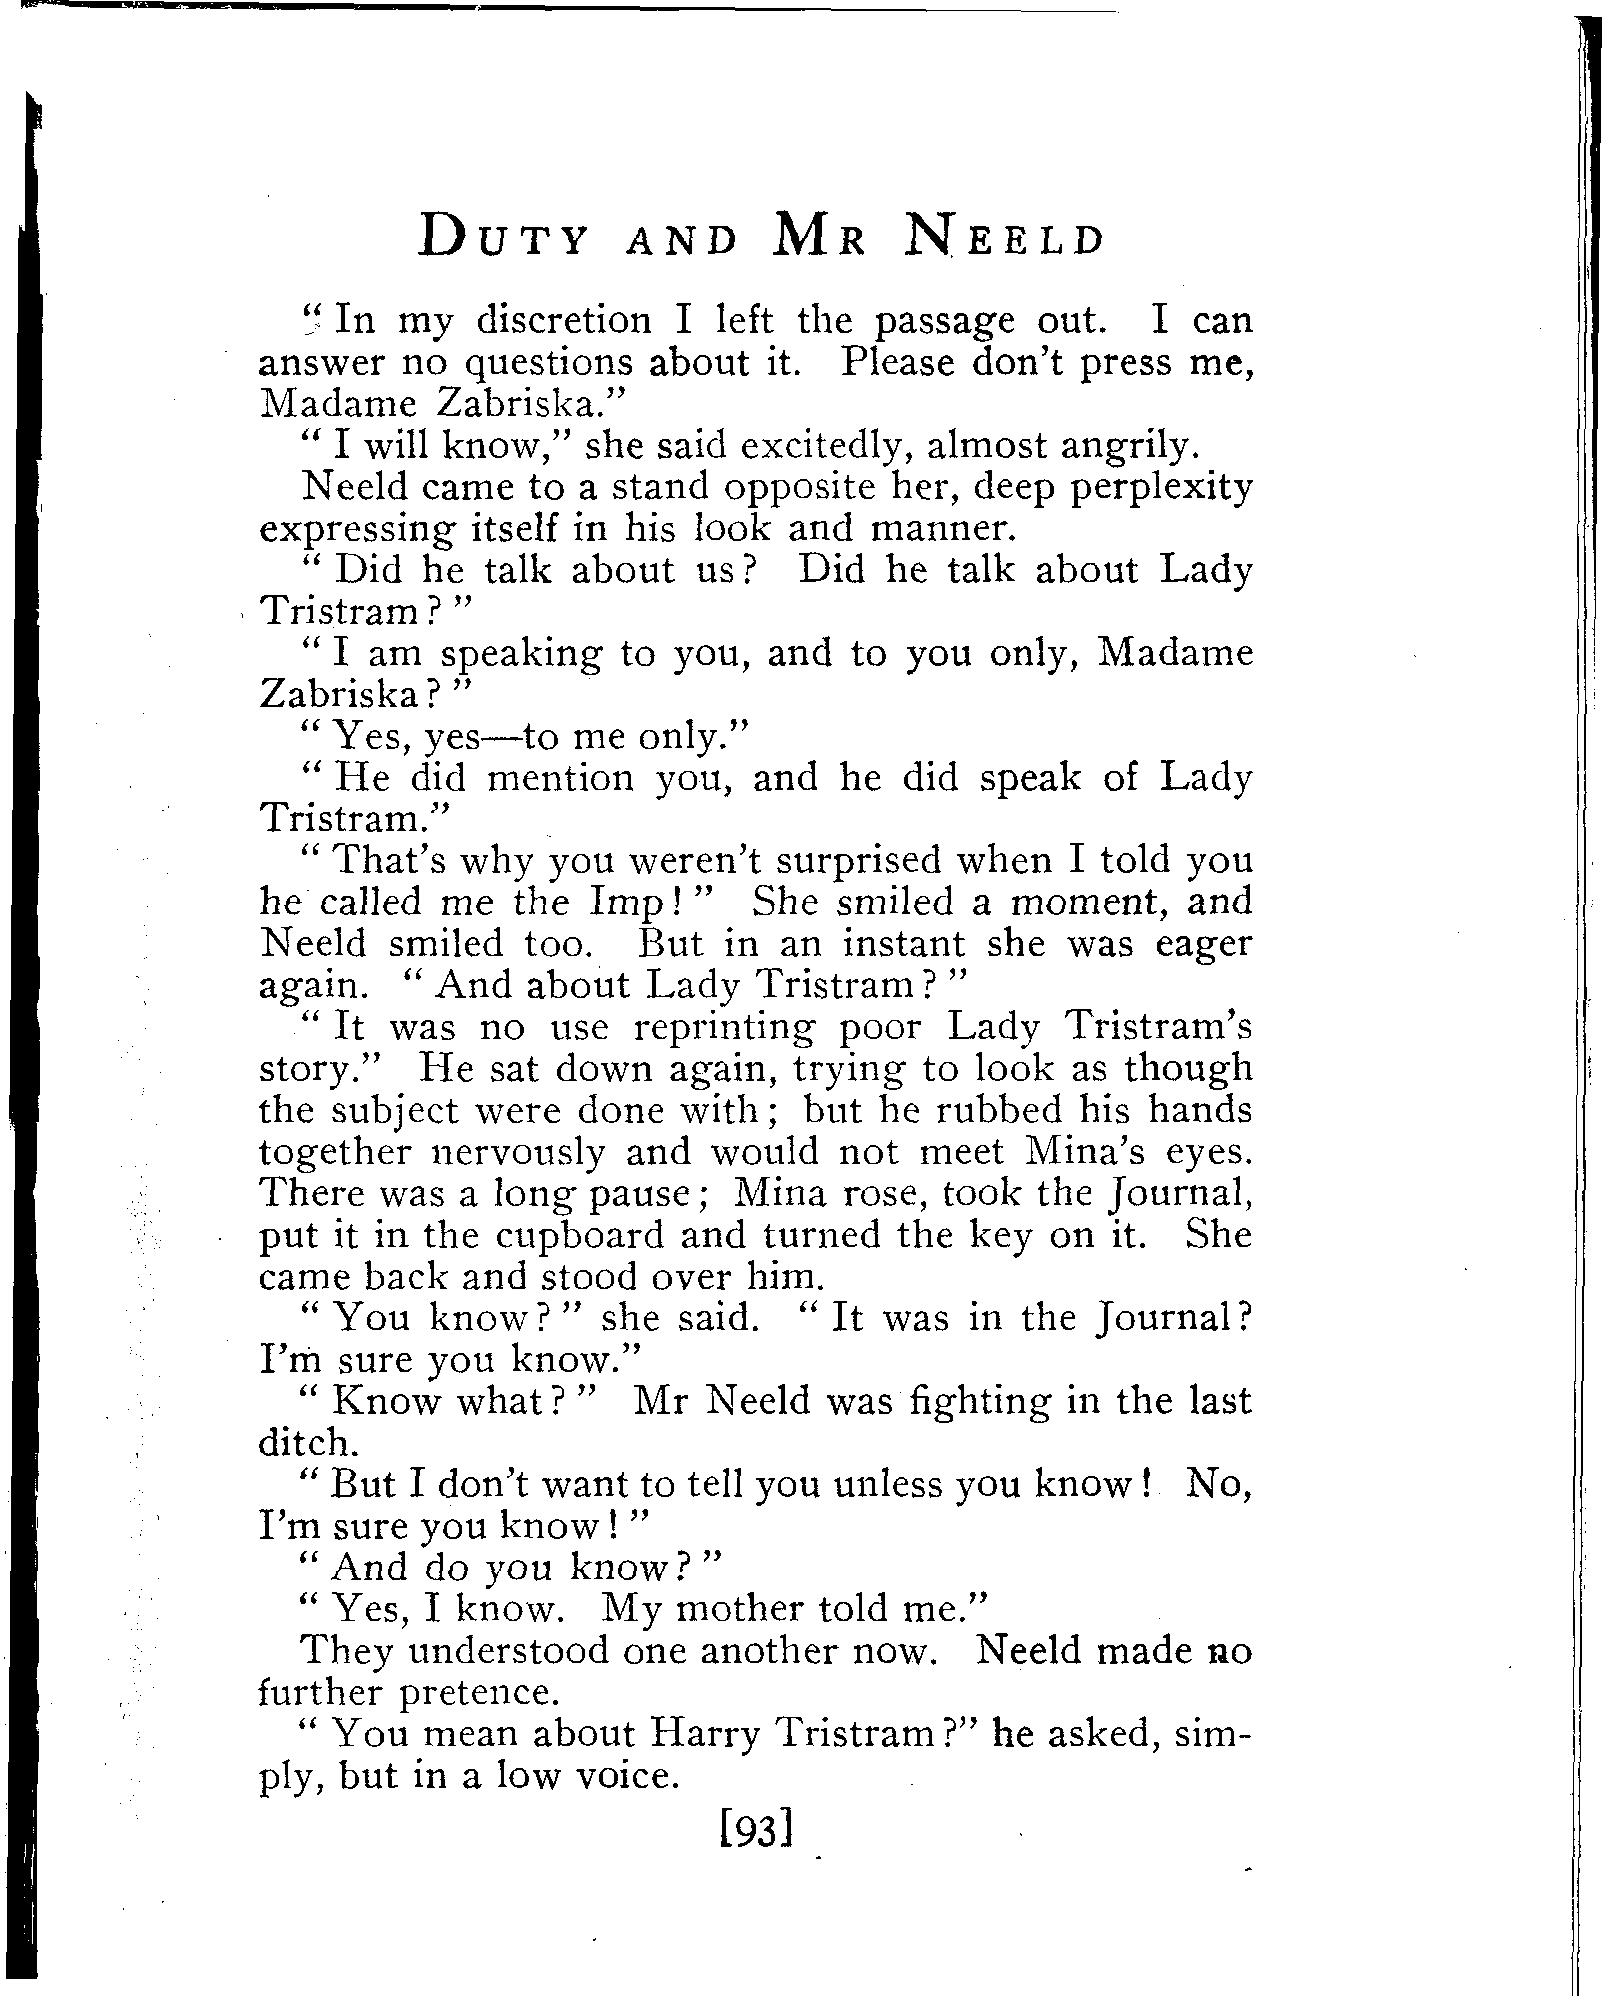 DUTY AND MR NEELD
“ In my discretion I left the passage out. I can
answer no questions about it. Please don't press me,
Madame Zabriska.”
“ I will know,” she said excitedly, almost angrily.
Neeld came to a stand opposite her, deep perplexity
expressing itself in his look and manner.
“ Did he talk about us? Did he talk about Lady
Tristram? ”
“ I am speaking to you, and to you only, Madame
Zabriska? ”
“ Yes, yes—to me only.”
“ He did mention you, and he did speak of Lady
Tristram.”
“ That's why you weren't surprised when I told you
he called me the Imp! ” She smiled a moment, and
Neeld smiled too. But in an instant she was eager
again. “ And about Lady Tristram? ”
“ It was no use reprinting poor Lady Tristram's
story.” He sat down again, trying to look as though
the subject were done with; but he rubbed his hands
together nervously and would not meet Mina's eyes.
There was a long pause; Mina rose, took the Journal,
put it in the cupboard and turned the key on it. She
came back and stood over him.
“ You know? ” she said. “ It was in the Journal?
I'm sure you know.”
“ Know what? ” Mr Neeld was fighting in the last
ditch.
“ But I don't want to tell you unless you know! No,
I'm sure you know! ”
“ And do you know? ”
“ Yes, I know. My mother told me.”
They understood one another now. Neeld made no
further pretence.
“ You mean about Harry Tristram?” he asked, sim-
ply, but in a low voice.
[93]